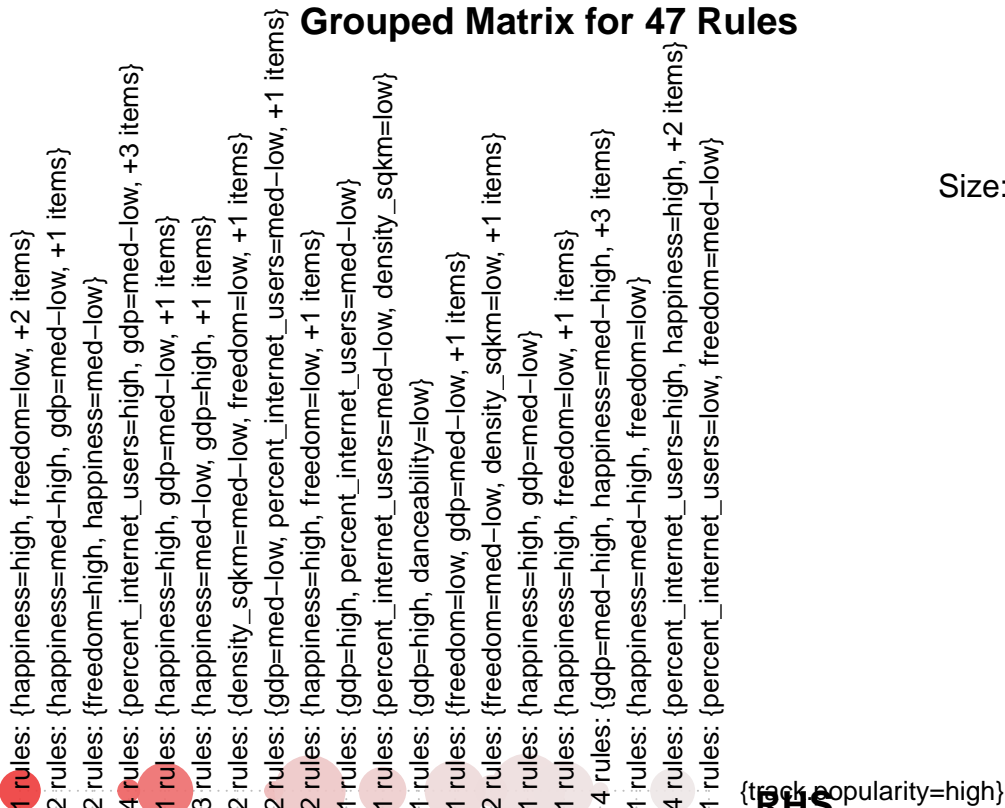 Grouped Matrix for 47 Rules
Size:
1 rules: {happiness=high, freedom=low, +2 items}
2 rules: {happiness=med−high, gdp=med−low, +1 items}
2 rules: {freedom=high, happiness=med−low}
4 rules: {percent_internet_users=high, gdp=med−low, +3 items}
1 rules: {happiness=high, gdp=med−low, +1 items}
3 rules: {happiness=med−low, gdp=high, +1 items}
2 rules: {density_sqkm=med−low, freedom=low, +1 items}
2 rules: {gdp=med−low, percent_internet_users=med−low, +1 items}
2 rules: {happiness=high, freedom=low, +1 items}
1 rules: {gdp=high, percent_internet_users=med−low}
1 rules: {percent_internet_users=med−low, density_sqkm=low}
1 rules: {gdp=high, danceability=low}
1 rules: {freedom=low, gdp=med−low, +1 items}
2 rules: {freedom=med−low, density_sqkm=low, +1 items}
1 rules: {happiness=high, gdp=med−low}
1 rules: {happiness=high, freedom=low, +1 items}
4 rules: {gdp=med−high, happiness=med−high, +3 items}
1 rules: {happiness=med−high, freedom=low}
4 rules: {percent_internet_users=high, happiness=high, +2 items}
1 rules: {percent_internet_users=low, freedom=med−low}
{track.popularity=high}
RHS